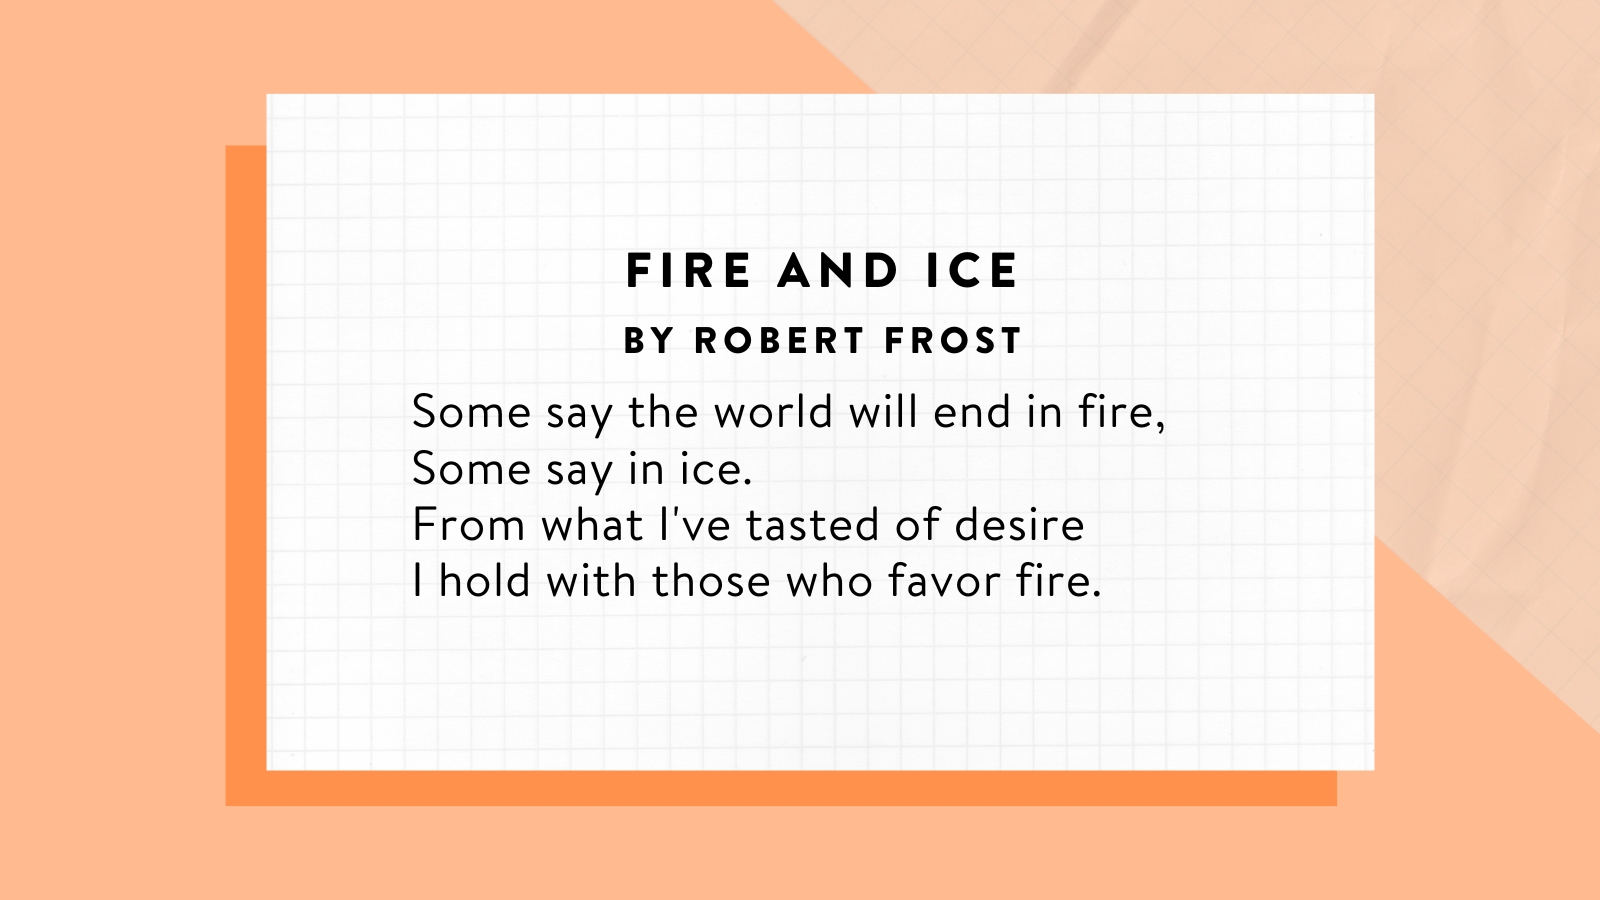 FIRE AND ICE
BY ROBERT FROST
Some say the world will end in fire,
Some say in ice.
From what I've tasted of desire
I hold with those who favor fire.